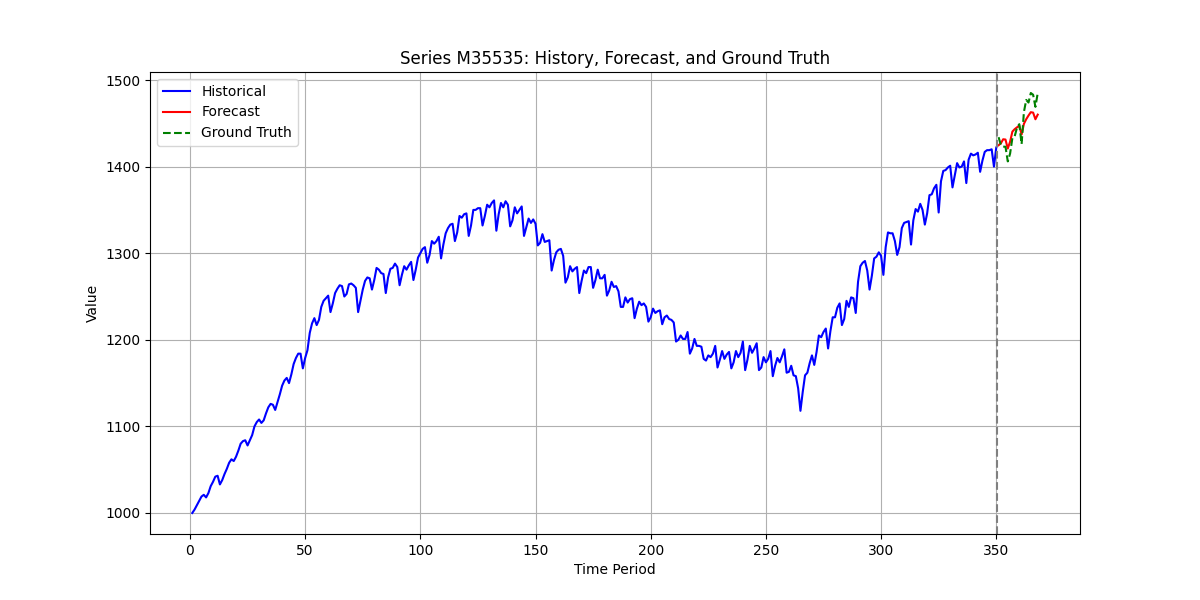 Series M35535: History, Forecast, and Ground Truth
Historical
Forecast
Ground Truth
1500
1400
1300
1200
1100
1000
Value
0 50 100 150 200 250 300 350
Time Period